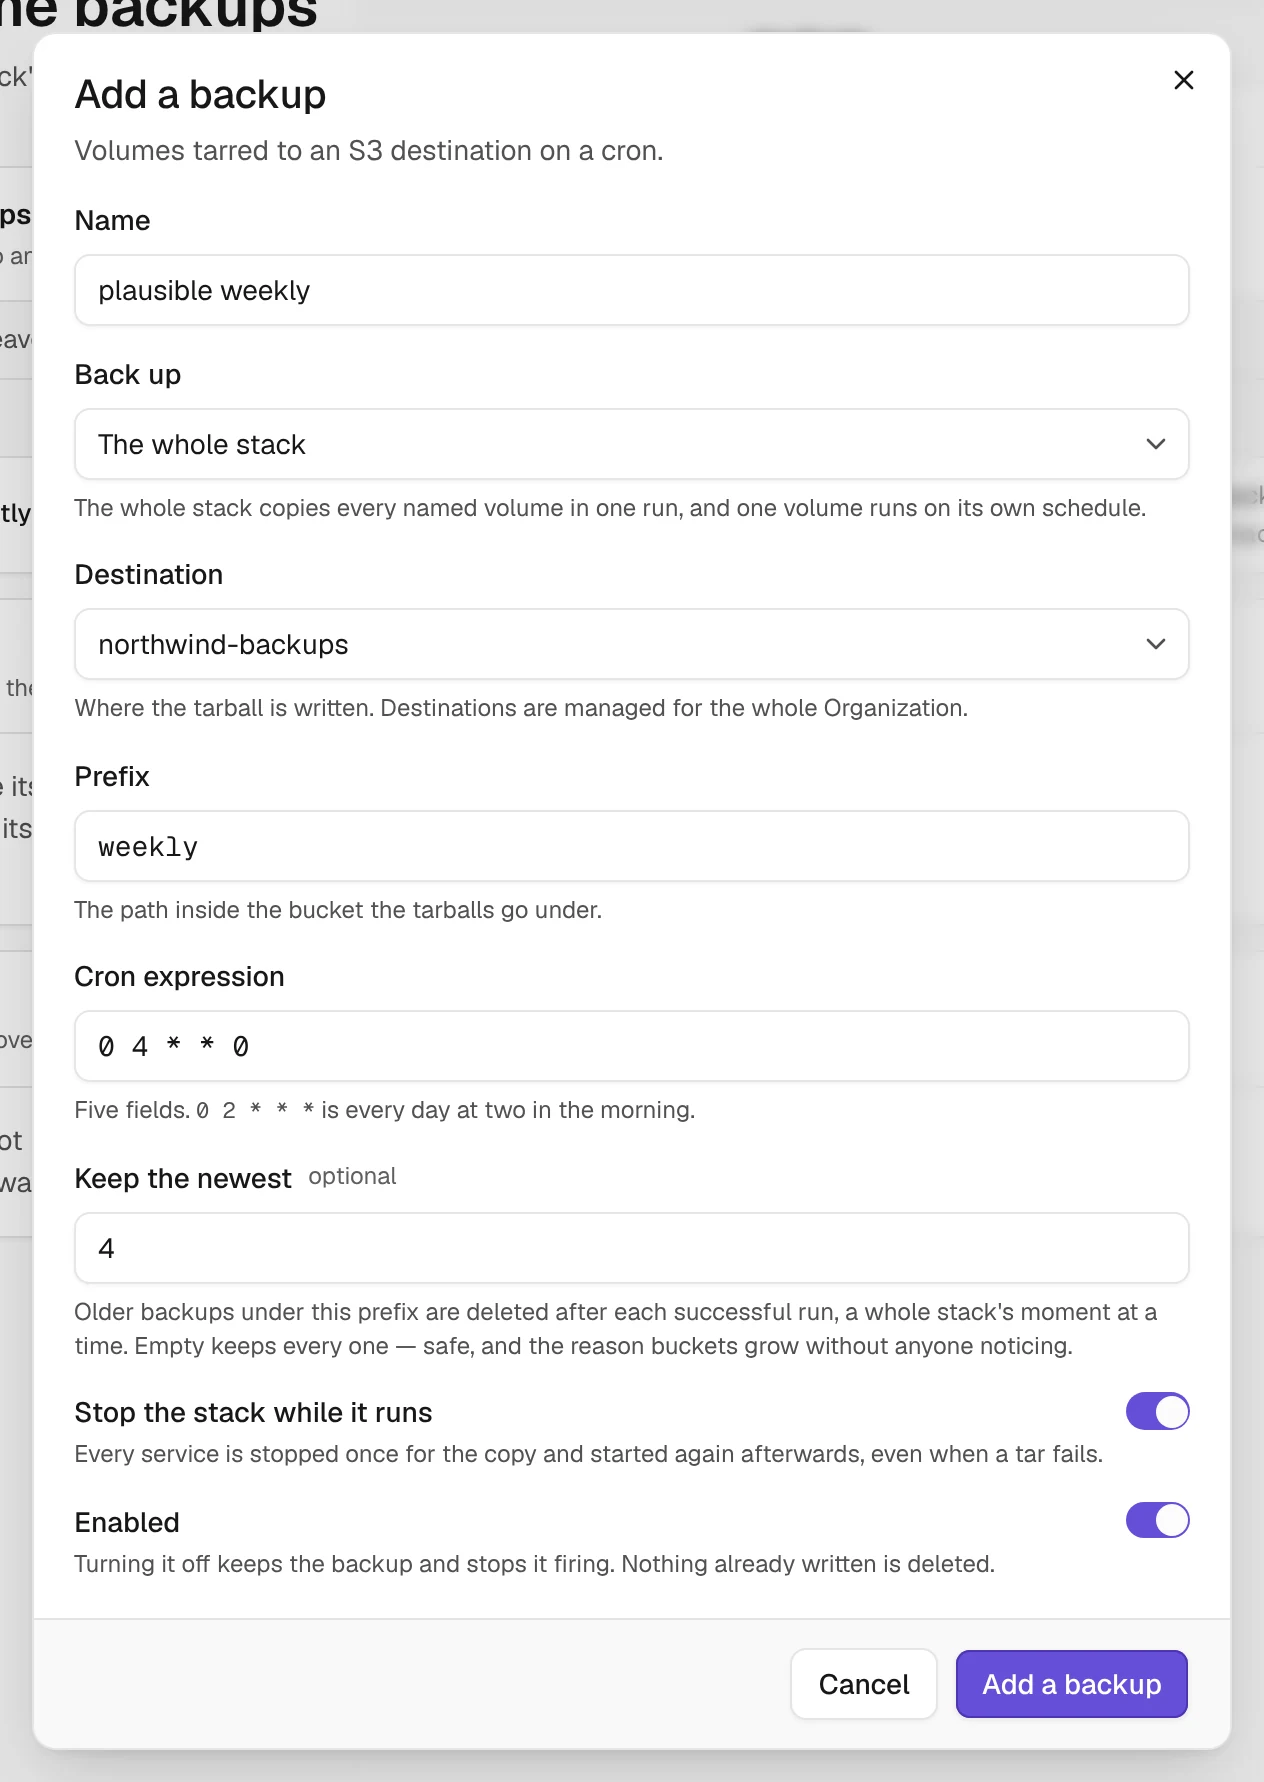 he backups
Add a backup
Volumes tarred to an S3 destination on a cron.
Name
plausible weekly
Back up
The whole stack
The whole stack copies every named volume in one run, and one volume runs on its own schedule.
Destination
northwind-backups
Where the tarball is written. Destinations are managed for the whole Organization.
Prefix
weekly
The path inside the bucket the tarballs go under.
Cron expression
0 4 * * 0
Five fields. 0 2 * * * is every day at two in the morning.
Keep the newest optional
4
Older backups under this prefix are deleted after each successful run, a whole stack's moment at a
time. Empty keeps every one — safe, and the reason buckets grow without anyone noticing.
Stop the stack while it runs
Every service is stopped once for the copy and started again afterwards, even when a tar fails.
Enabled
Turning it off keeps the backup and stops it firing. Nothing already written is deleted.
Cancel
Add a backup